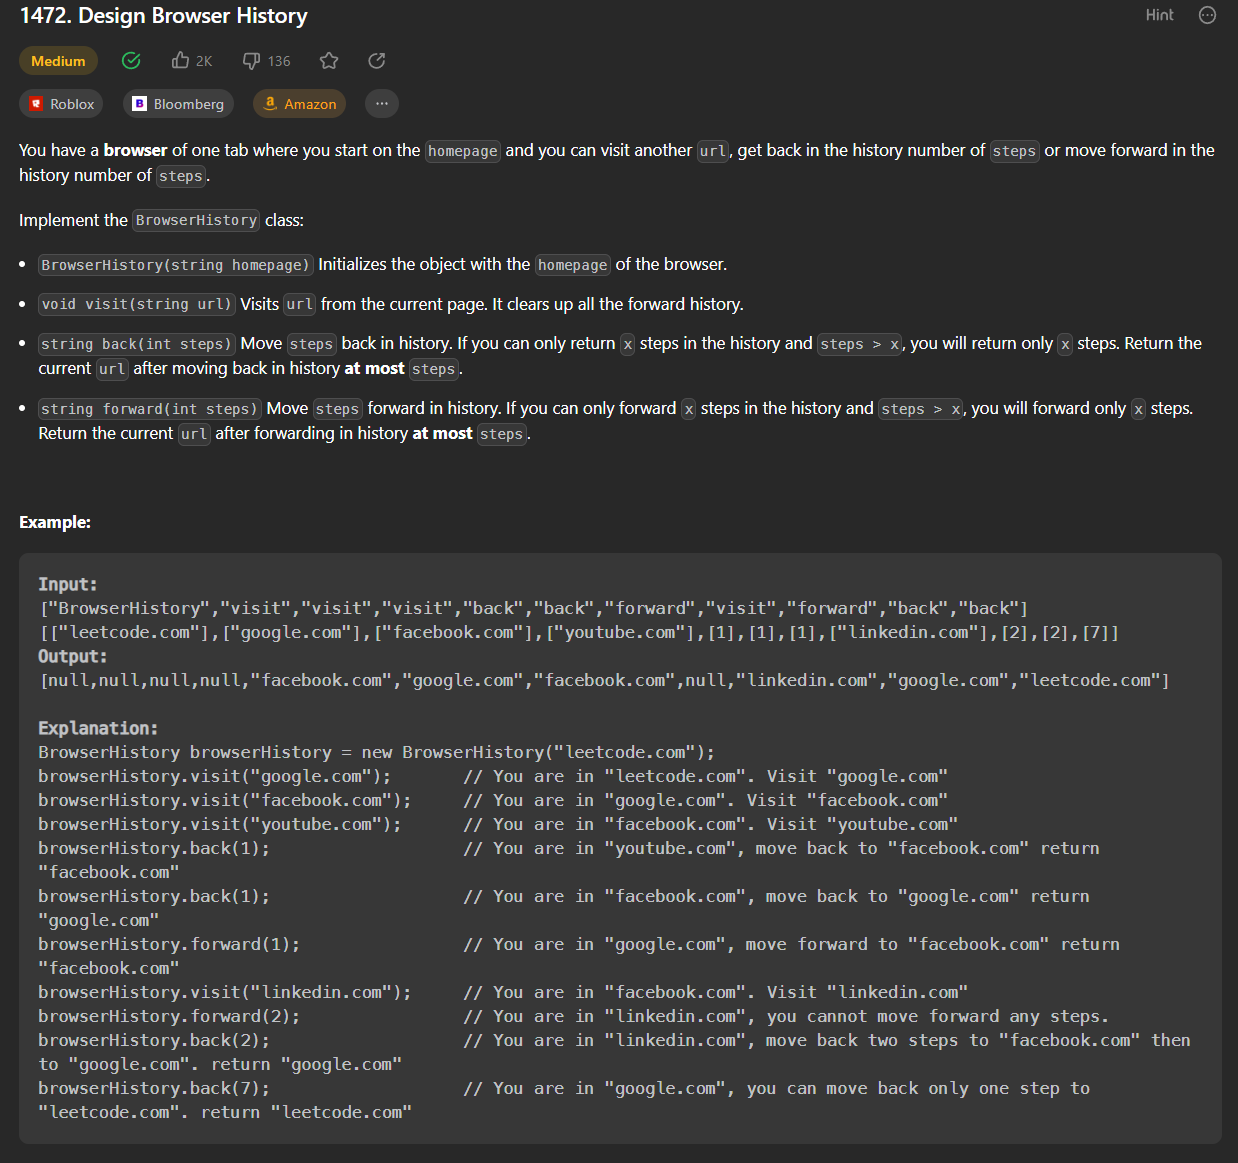 1472. Design Browser History
Hint
Medium
2K
136
Roblox
B Bloomberg
a Amazon
...
You have a browser of one tab where you start on the homepage and you can visit another url, get back in the history number of steps or move forward in the
history number of steps.
Implement the BrowserHistory class:
• BrowserHistory(string homepage) Initializes the object with the homepage of the browser.
• void visit(string url) Visits url from the current page. It clears up all the forward history.
• string back(int steps) Move steps back in history. If you can only return x steps in the history and steps > x, you will return only x steps. Return the
current url after moving back in history at most steps.
• string forward(int steps) Move steps forward in history. If you can only forward x steps in the history and steps > x, you will forward only x steps.
Return the current url after forwarding in history at most steps.
Example:
Input:
["BrowserHistory","visit","visit","visit","back","back","forward","visit","forward","back","back"]
[["leetcode.com"],["google.com"],["facebook.com"],["youtube.com"],[1],[1],[1],["linkedin.com"],[2],[2],[7]]
Output:
[null,null,null,null,"facebook.com","google.com","facebook.com",null,"linkedin.com","google.com","leetcode.com"]
Explanation:
BrowserHistory browserHistory = new BrowserHistory("leetcode.com");
browserHistory.visit("google.com");       // You are in "leetcode.com". Visit "google.com"
browserHistory.visit("facebook.com");     // You are in "google.com". Visit "facebook.com"
browserHistory.visit("youtube.com");      // You are in "facebook.com". Visit "youtube.com"
browserHistory.back(1);                   // You are in "youtube.com", move back to "facebook.com" return
"facebook.com"
browserHistory.back(1);                   // You are in "facebook.com", move back to "google.com" return
"google.com"
browserHistory.forward(1);                // You are in "google.com", move forward to "facebook.com" return
"facebook.com"
browserHistory.visit("linkedin.com");     // You are in "facebook.com". Visit "linkedin.com"
browserHistory.forward(2);                // You are in "linkedin.com", you cannot move forward any steps.
browserHistory.back(2);                   // You are in "linkedin.com", move back two steps to "facebook.com" then
to "google.com". return "google.com"
browserHistory.back(7);                   // You are in "google.com", you can move back only one step to
"leetcode.com". return "leetcode.com"